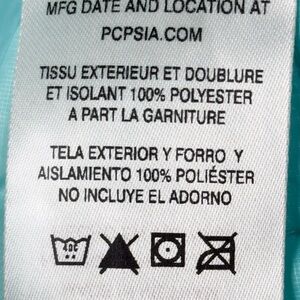 MFG DATE AND LOCATION AT
PCPSIA.COM
TISSU EXTERIEUR ET DOUBLURE
ET ISOLANT 100% POLYESTER
A PART LA GARNITURE
TELA EXTERIOR Y FORRO Y
AISLAMIENTO 100% POLIÉSTER
NO INCLUYE EL ADORNO
40C